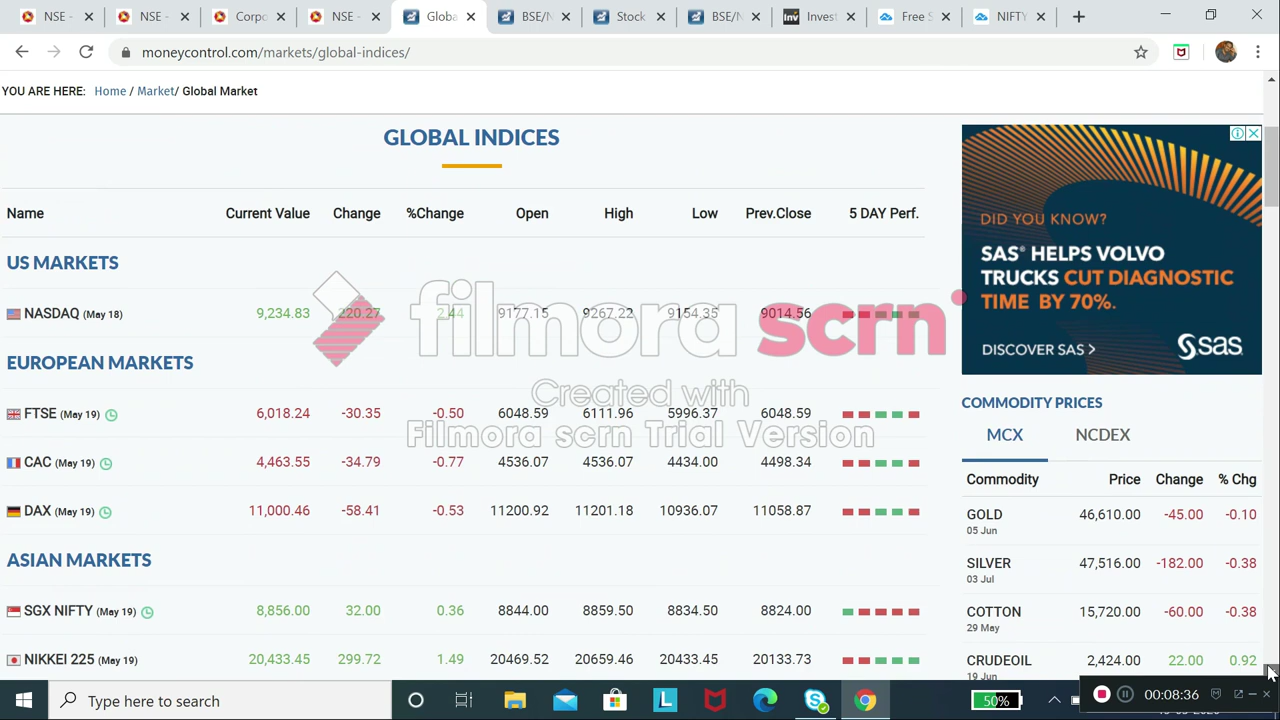 NSE - NSE - Corpo NSE - Globa BSE/N Stock BSE/N Invest Free S NIFTY
moneycontrol.com/markets/global-indices/
YOU ARE HERE: Home / Market/ Global Market
GLOBAL INDICES
Name Current Value Change %Change Open High Low Prev.Close 5 DAY Perf.
US MARKETS
NASDAQ (May 18) 9,234.83 220.27 2.44 9177.15 9267.22 9154.35 9014.56
EUROPEAN MARKETS
FTSE (May 19) 6,018.24 -30.35 -0.50 6048.59 6111.96 5996.37 6048.59
CAC (May 19) 4,463.55 -34.79 -0.77 4536.07 4536.07 4434.00 4498.34
DAX (May 19) 11,000.46 -58.41 -0.53 11200.92 11201.18 10936.07 11058.87
ASIAN MARKETS
SGX NIFTY (May 19) 8,856.00 32.00 0.36 8844.00 8859.50 8834.50 8824.00
NIKKEI 225 (May 19) 20,433.45 299.72 1.49 20469.52 20659.46 20433.45 20133.73
filmora scrn
Created with
Filmora scrn Trial Version
DID YOU KNOW?
SAS® HELPS VOLVO
TRUCKS CUT DIAGNOSTIC
TIME BY 70%.
DISCOVER SAS > sas
COMMODITY PRICES
MCX NCDEX
Commodity Price Change % Chg
GOLD 46,610.00 -45.00 -0.10
05 Jun
SILVER 47,516.00 -182.00 -0.38
03 Jul
COTTON 15,720.00 -60.00 -0.38
29 May
CRUDEOIL 2,424.00 22.00 0.92
19 Jun
Type here to search
50%
00:08:36